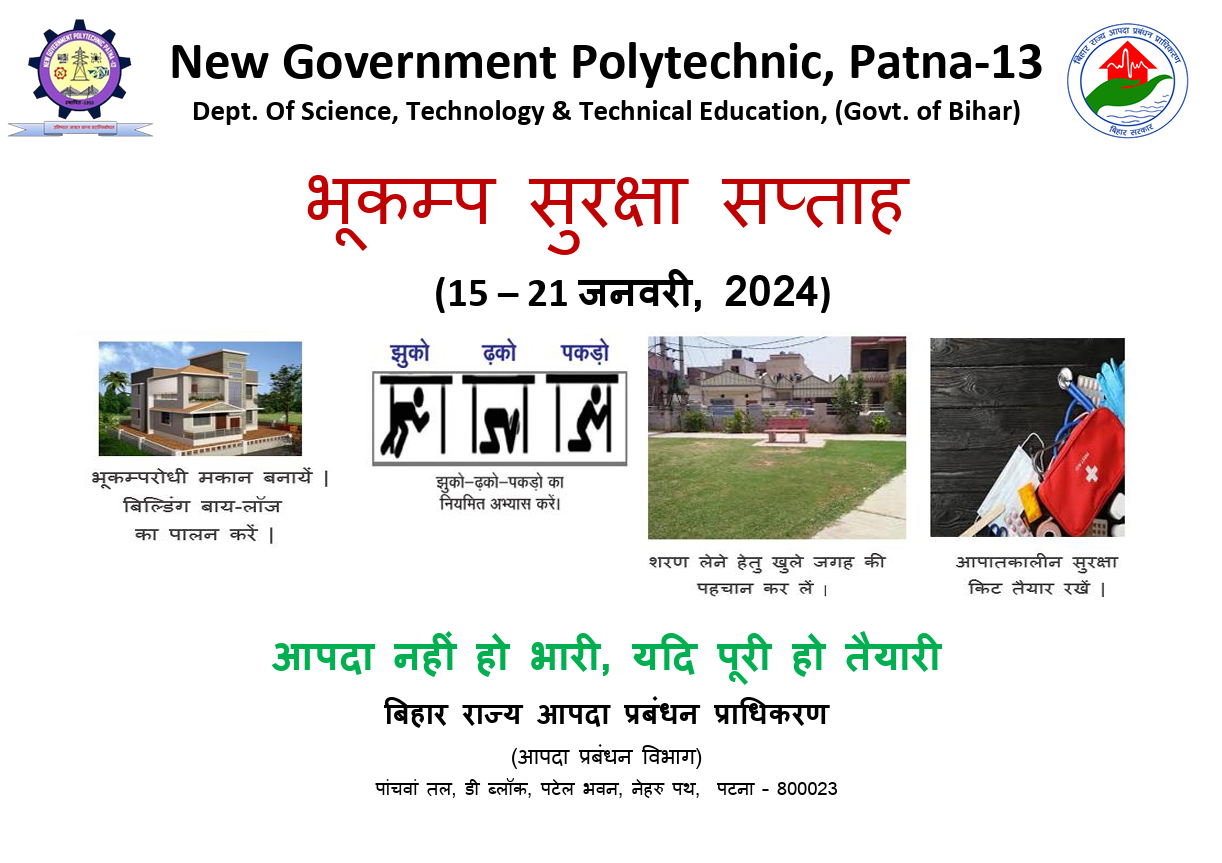 NEW GOVERNMENT POLYTECHNIC PATNA-13
स्थापित -1955
New Government Polytechnic, Patna-13
Dept. Of Science, Technology & Technical Education, (Govt. of Bihar)
बिहार राज्य आपदा प्रबंधन प्राधिकरण
बिहार सरकार
भूकम्प सुरक्षा सप्ताह
(15 – 21 जनवरी, 2024)
झुको ढ़को पकड़ो
भूकम्परोधी मकान बनायें |
बिल्डिंग बाय-लॉज
का पालन करें |
झुको–ढ़को–पकड़ो का
नियमित अभ्यास करें।
शरण लेने हेतु खुले जगह की
पहचान कर लें ।
FIRST AID
आपातकालीन सुरक्षा
किट तैयार रखें |
आपदा नहीं हो भारी, यदि पूरी हो तैयारी
बिहार राज्य आपदा प्रबंधन प्राधिकरण
(आपदा प्रबंधन विभाग)
पांचवां तल, डी ब्लॉक, पटेल भवन, नेहरु पथ, पटना - 800023